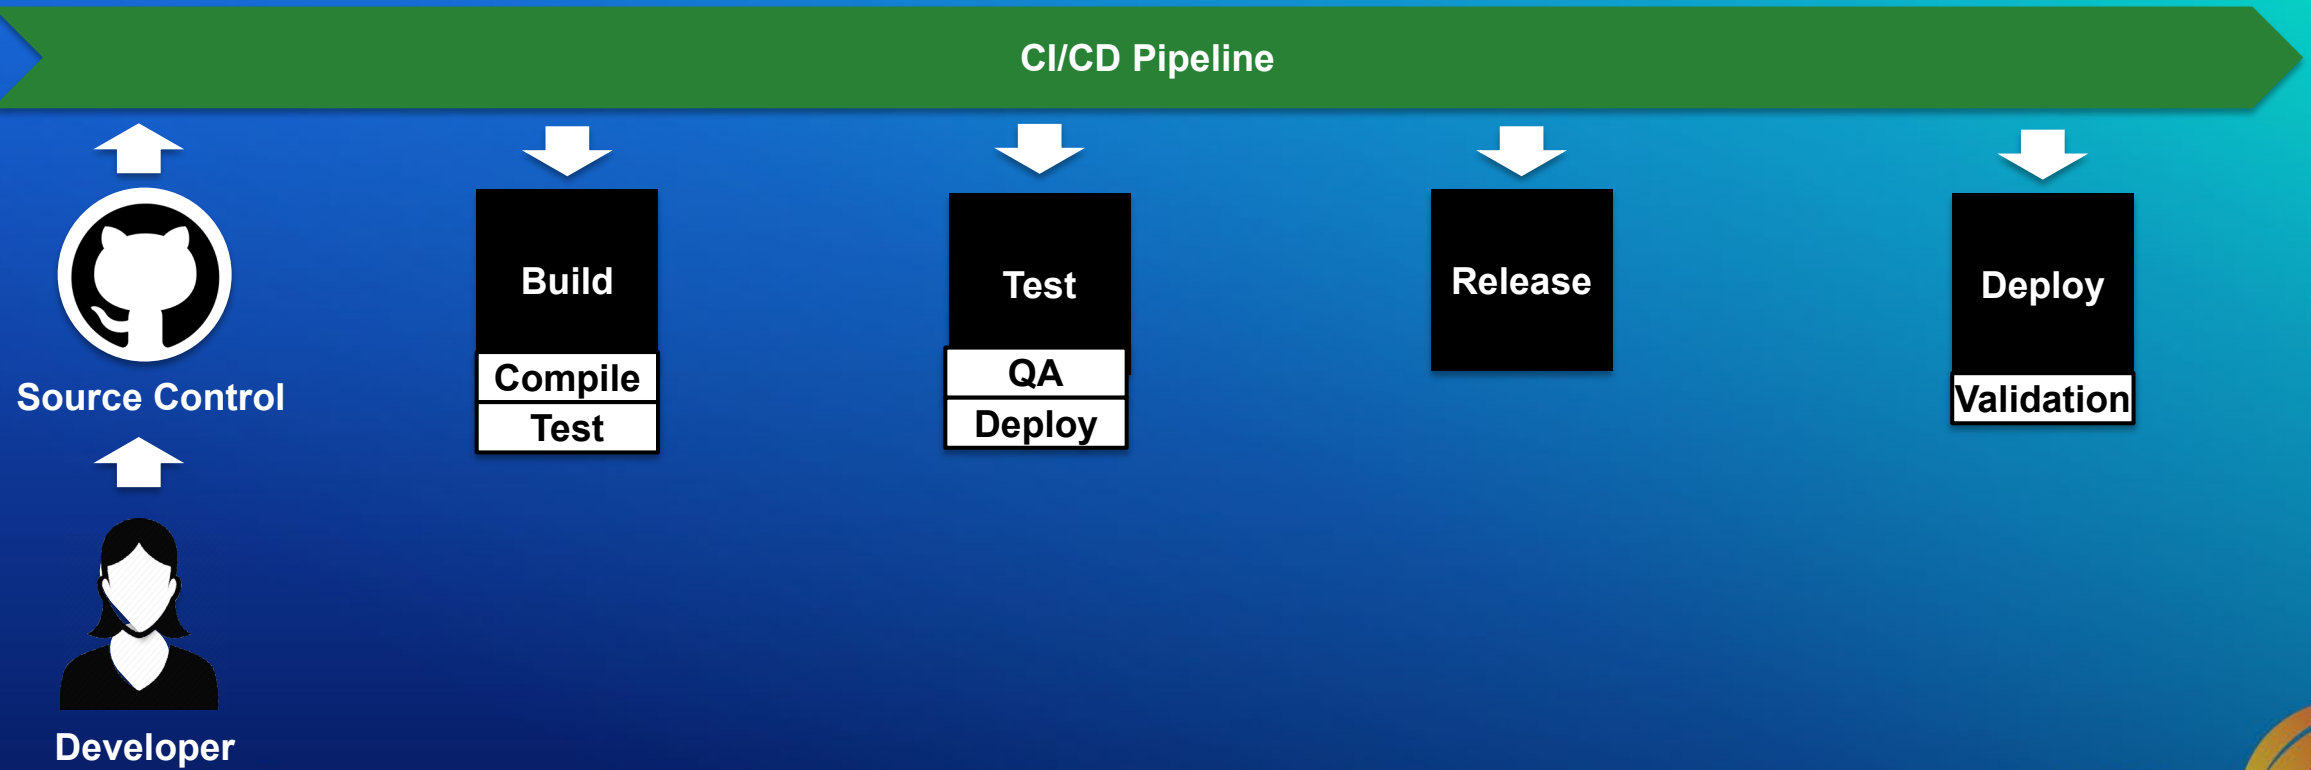 CI/CD Pipeline
Source Control
Developer
Build
Compile
Test
Test
QA
Deploy
Release
Deploy
Validation